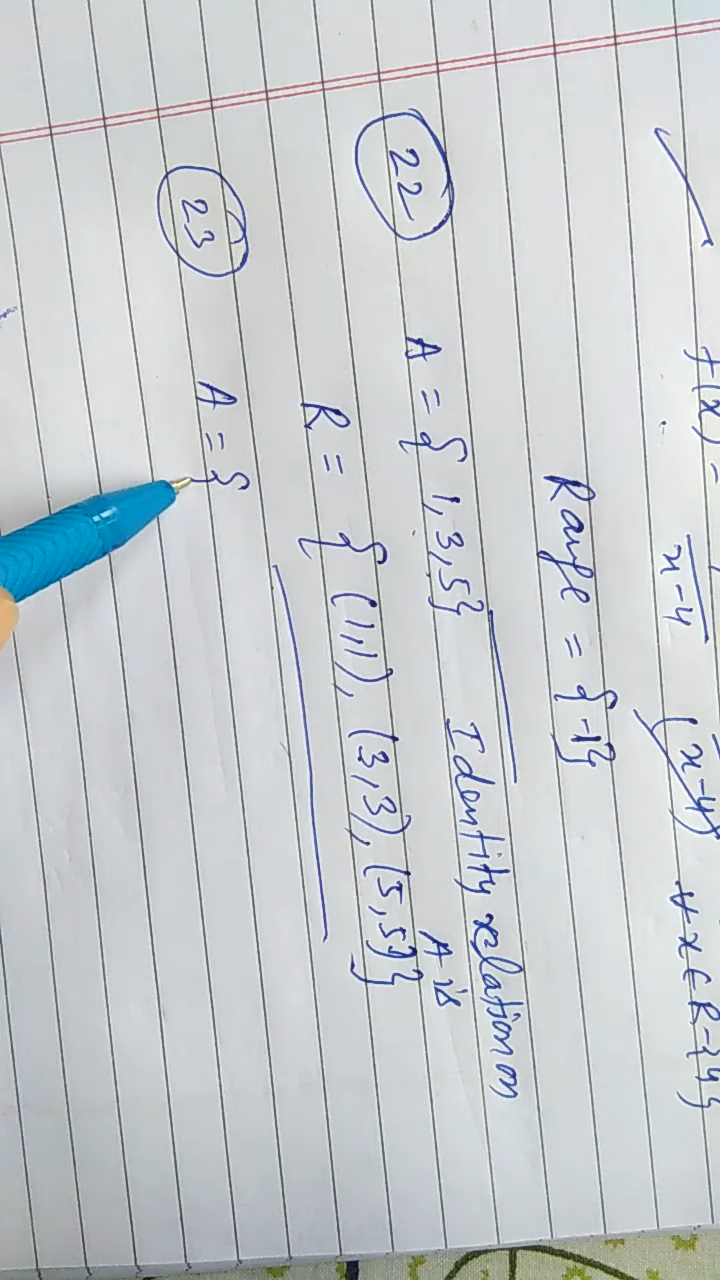 f(x) =
x-4 (x-4) ∀ x ∈ R-{4}
Range = {-1}
22 A = {1,3,5} Identity relation on
A is
R = {(1,1), (3,3), (5,5)}
23 A = {